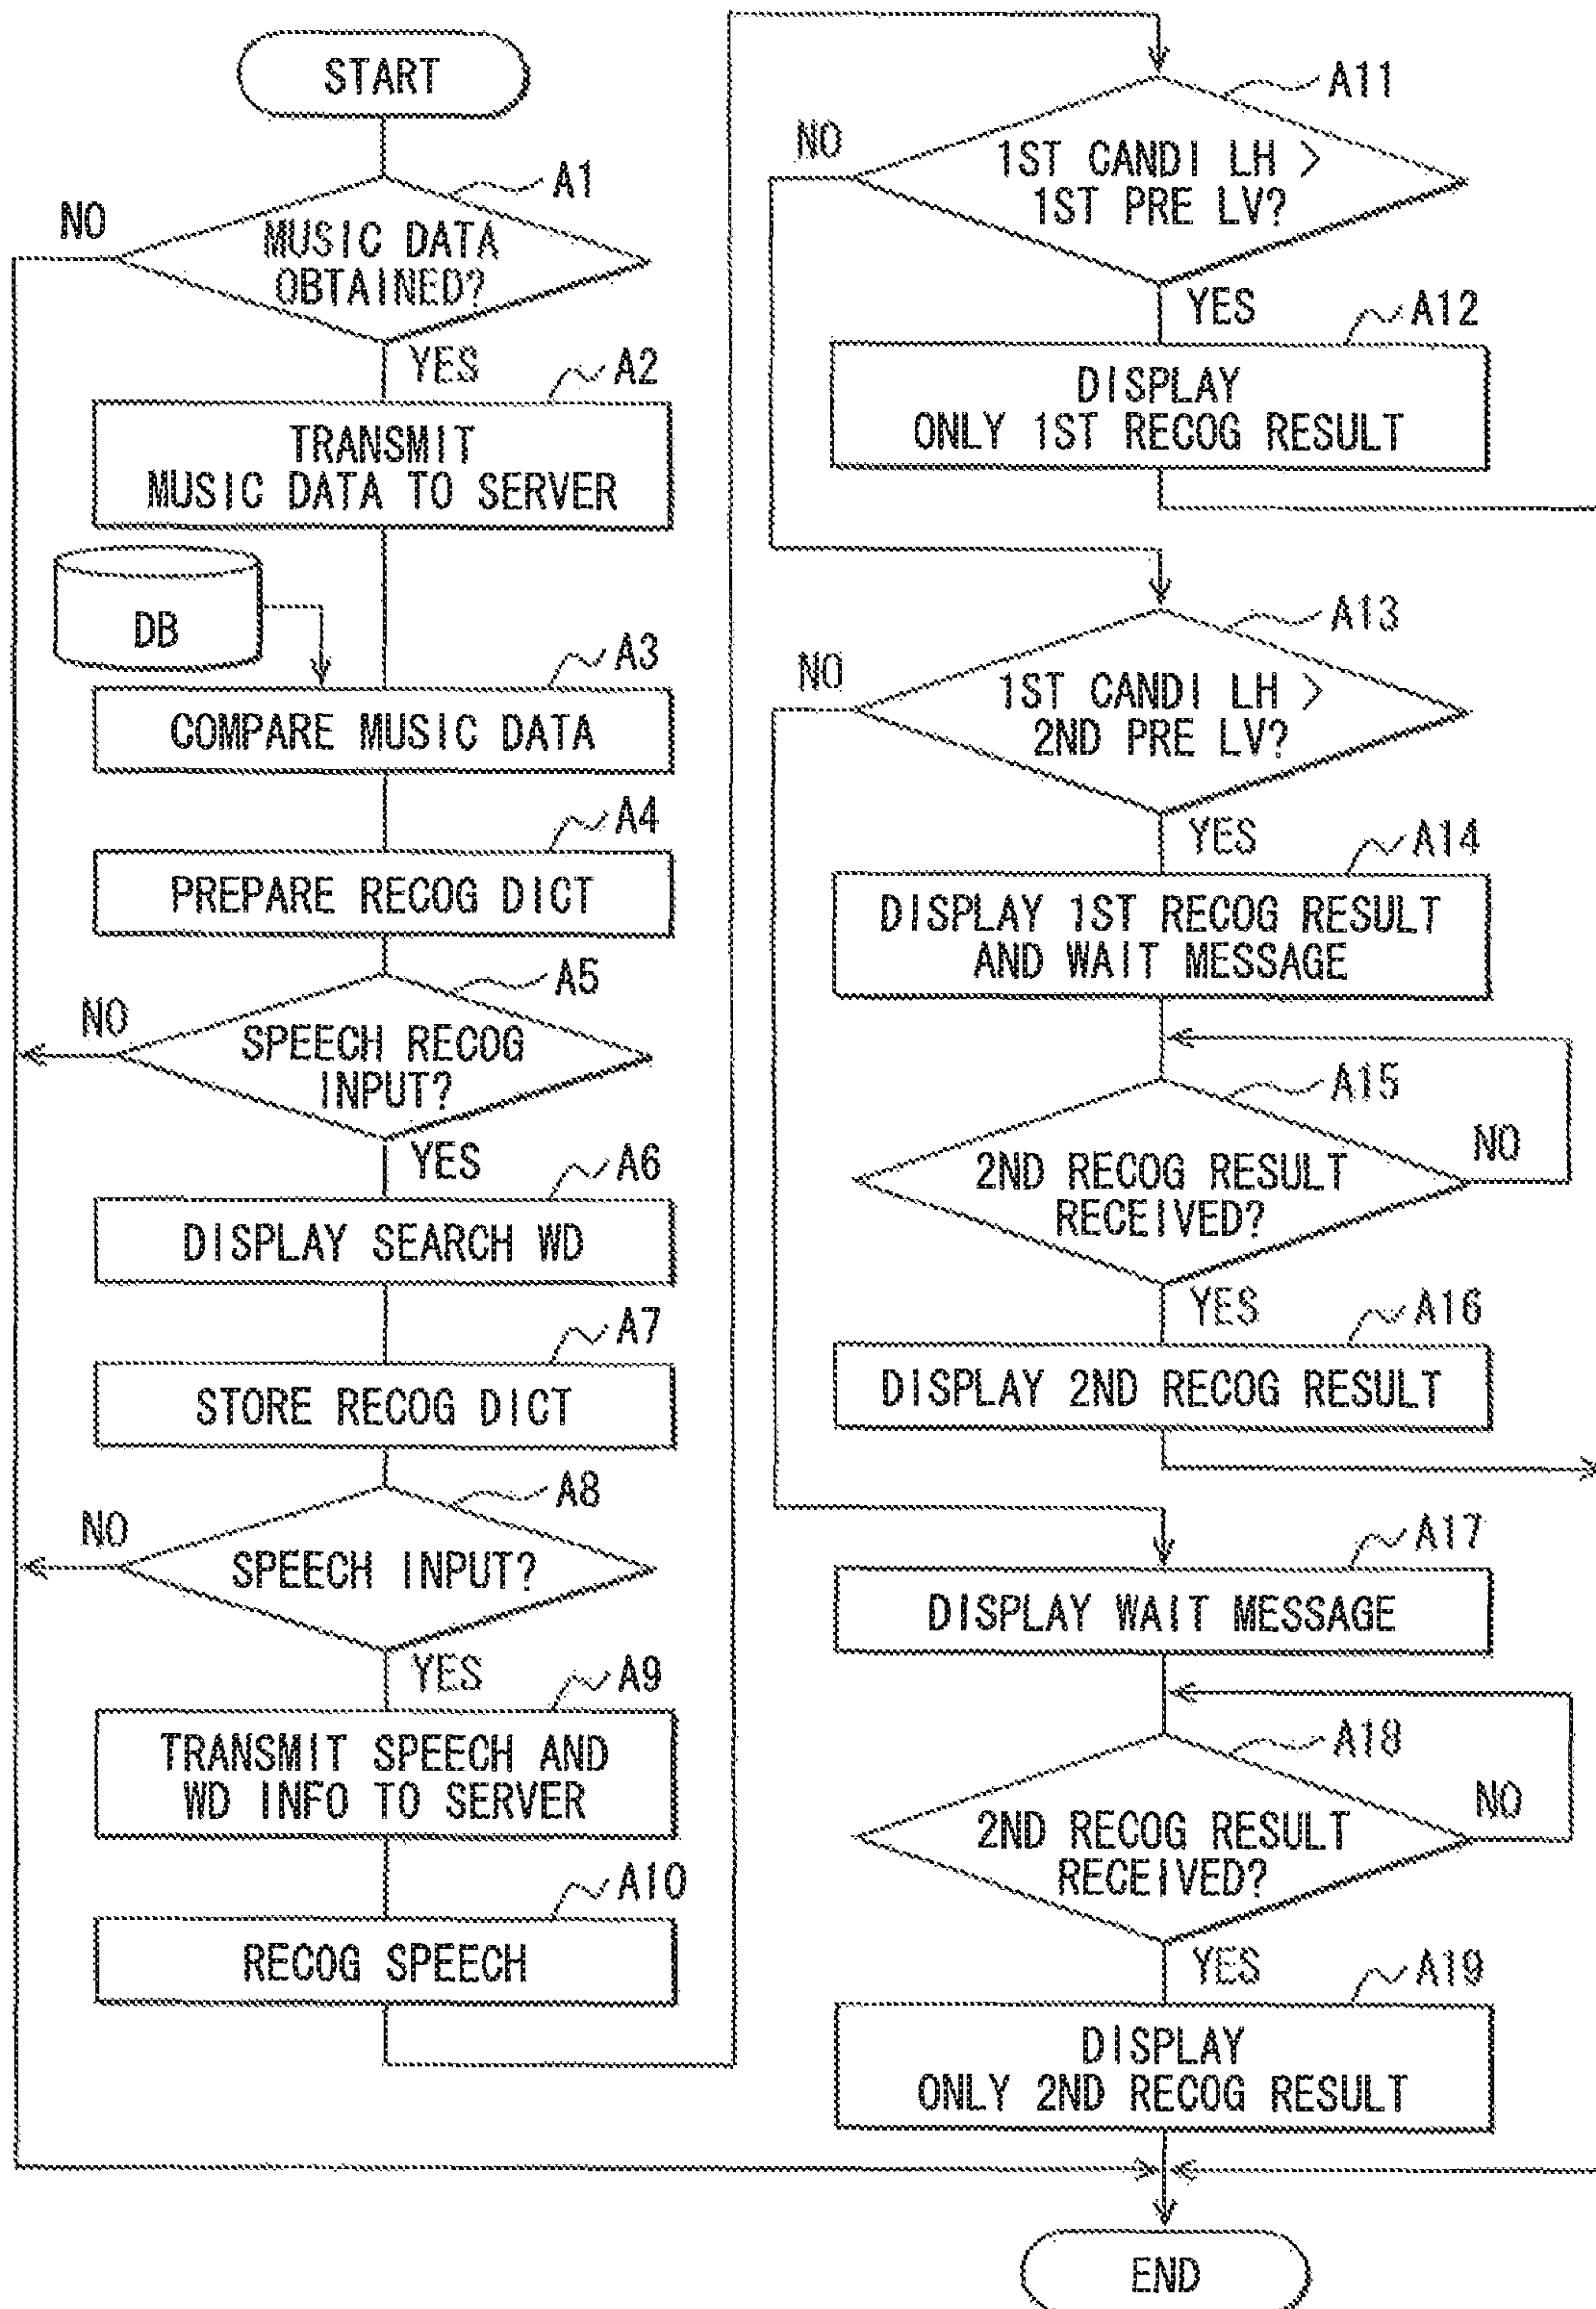 START
A1
NO
MUSIC DATA
OBTAINED?
YES
A2
TRANSMIT
MUSIC DATA TO SERVER
DB
A3
COMPARE MUSIC DATA
A4
PREPARE RECOG DICT
A5
NO
SPEECH RECOG
INPUT?
YES
A6
DISPLAY SEARCH WD
A7
STORE RECOG DICT
A8
NO
SPEECH INPUT?
YES
A9
TRANSMIT SPEECH AND
WD INFO TO SERVER
A10
RECOG SPEECH
A11
NO
1ST CANDI LH >
1ST PRE LV?
YES
A12
DISPLAY
ONLY 1ST RECOG RESULT
A13
NO
1ST CANDI LH >
2ND PRE LV?
YES
A14
DISPLAY 1ST RECOG RESULT
AND WAIT MESSAGE
A15
NO
2ND RECOG RESULT
RECEIVED?
YES
A16
DISPLAY 2ND RECOG RESULT
A17
DISPLAY WAIT MESSAGE
A18
NO
2ND RECOG RESULT
RECEIVED?
YES
A19
DISPLAY
ONLY 2ND RECOG RESULT
END